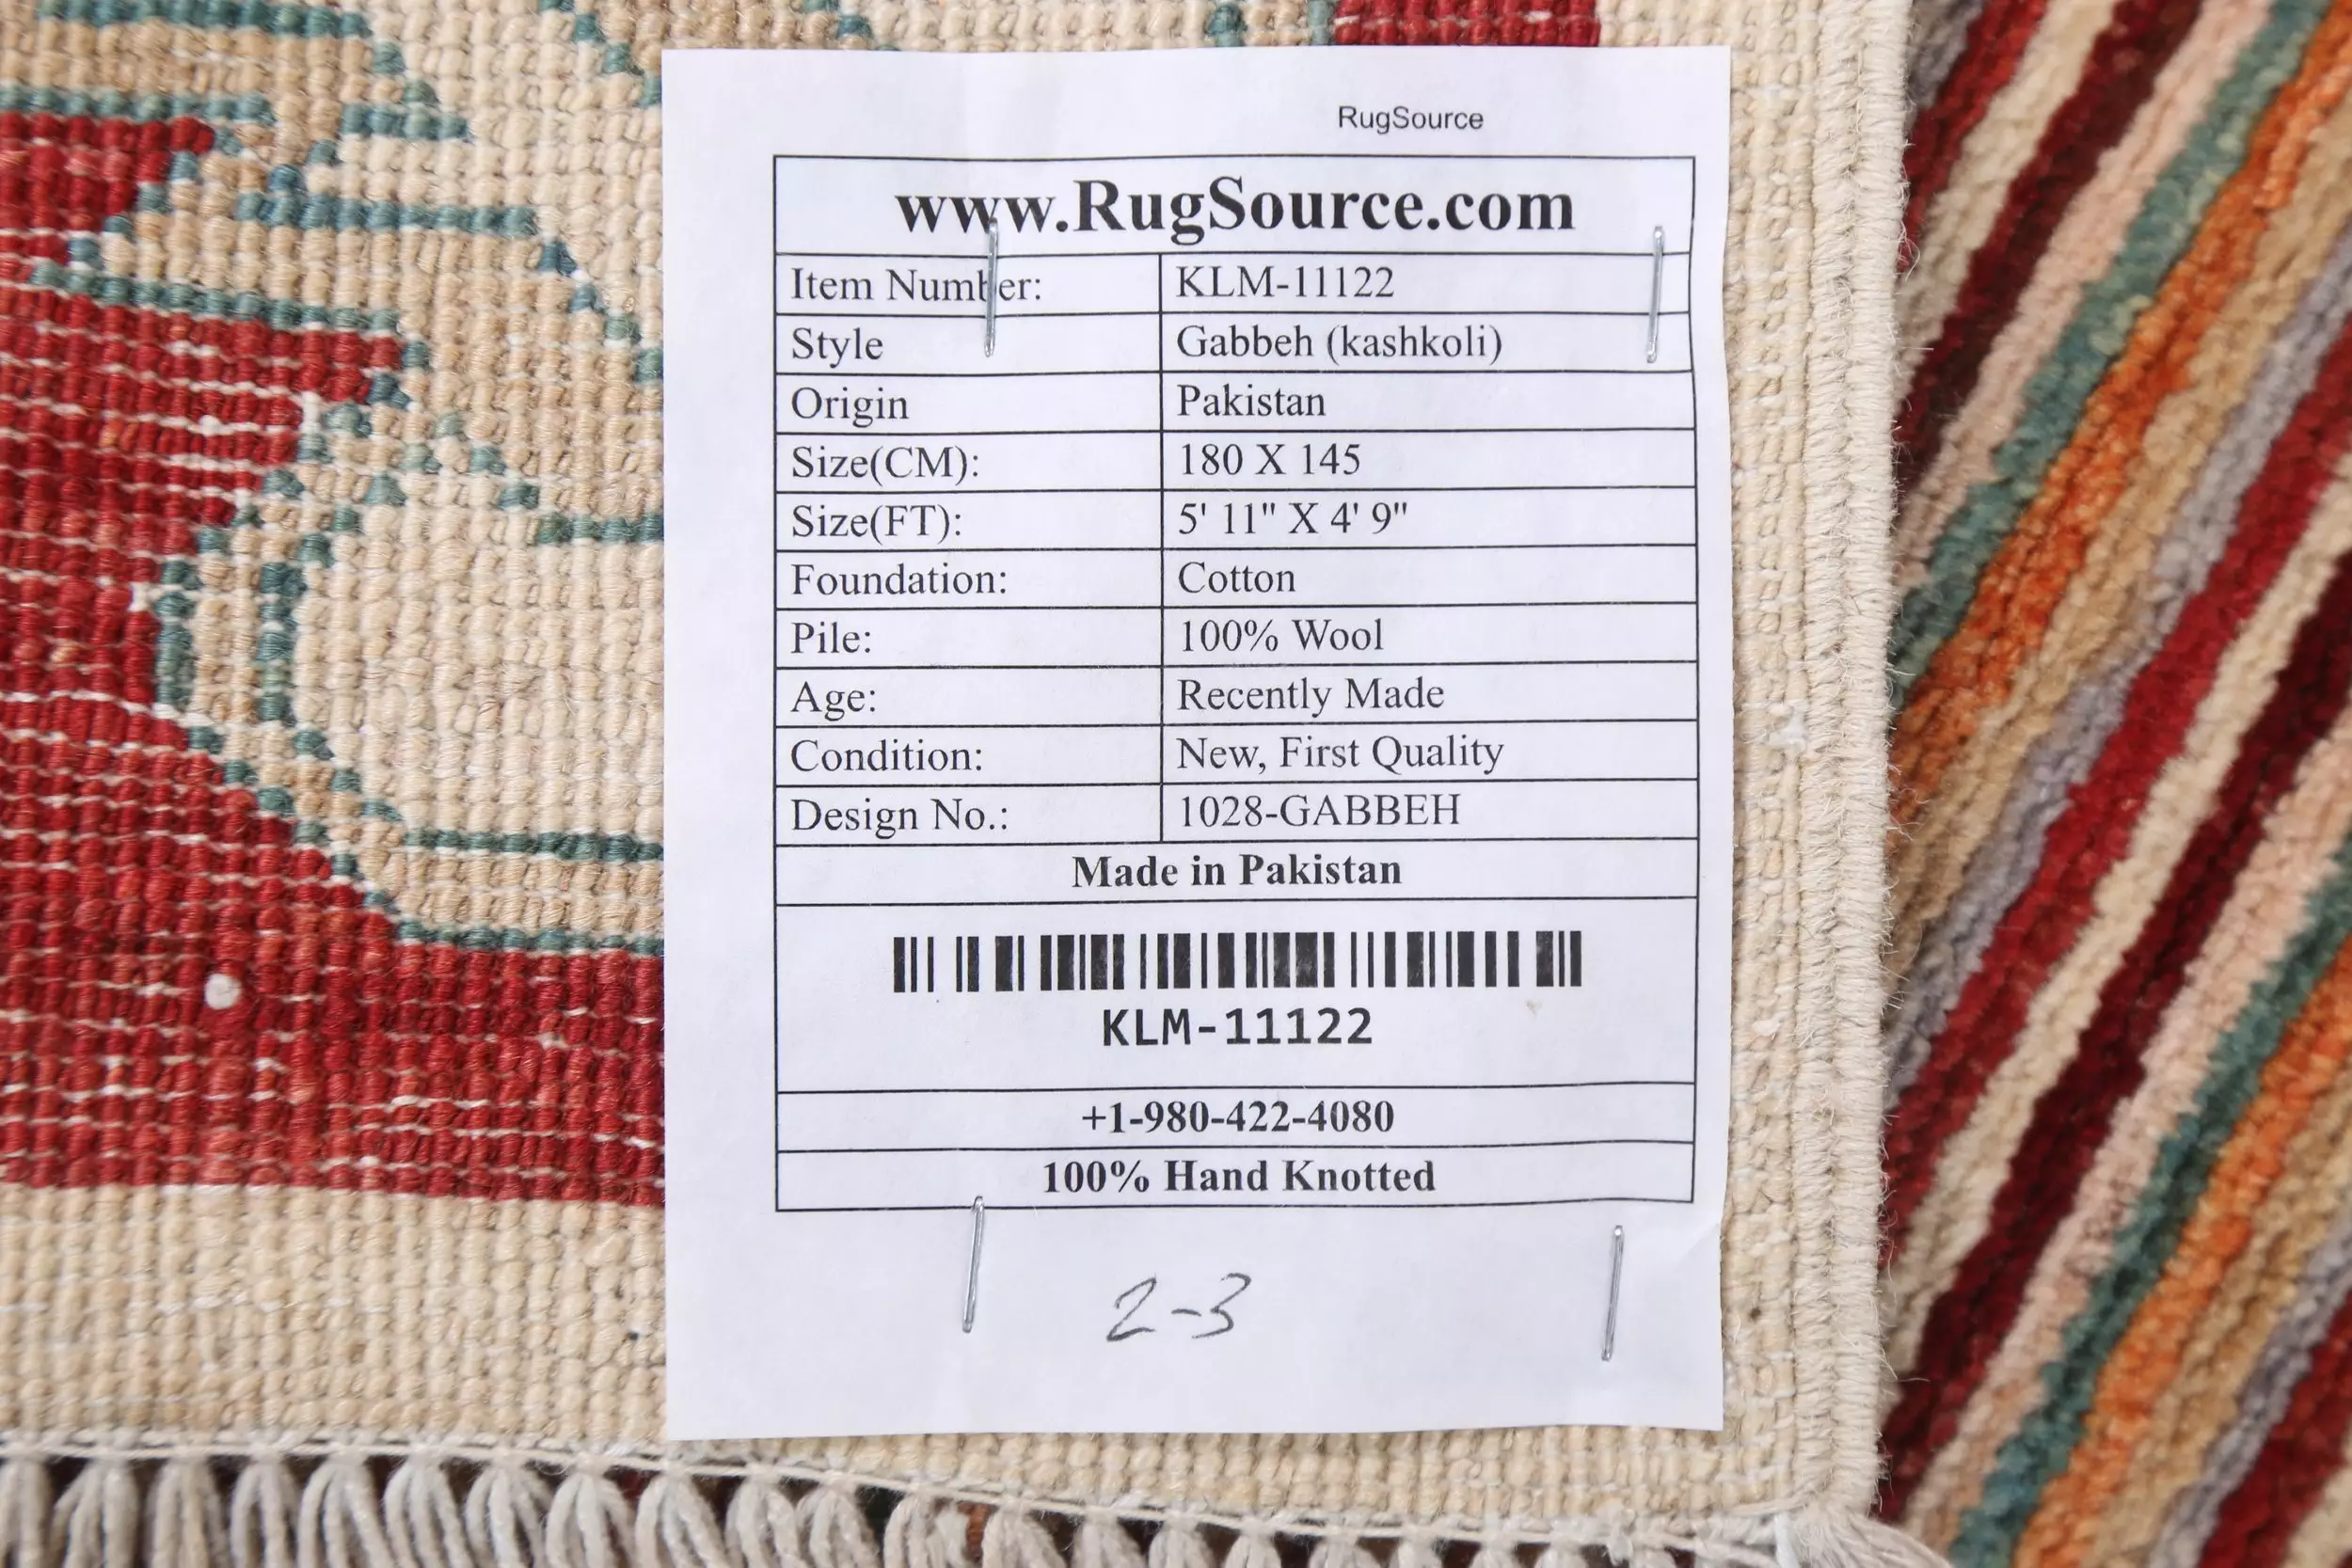 RugSource
www.RugSource.com
Item Number: KLM-11122
Style Gabbeh (kashkoli)
Origin Pakistan
Size(CM): 180 X 145
Size(FT): 5' 11" X 4' 9"
Foundation: Cotton
Pile: 100% Wool
Age: Recently Made
Condition: New, First Quality
Design No.: 1028-GABBEH
Made in Pakistan
KLM-11122
+1-980-422-4080
100% Hand Knotted
2-3